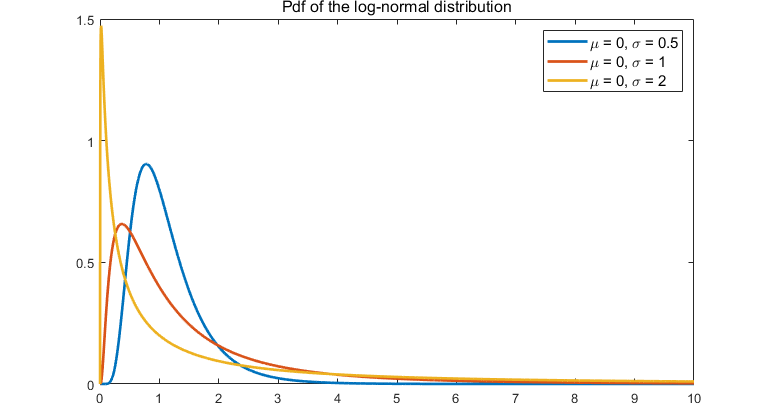 Pdf of the log-normal distribution
1.5
1
0.5
0
μ = 0, σ = 0.5
μ = 0, σ = 1
μ = 0, σ = 2
0 1 2 3 4 5 6 7 8 9 10